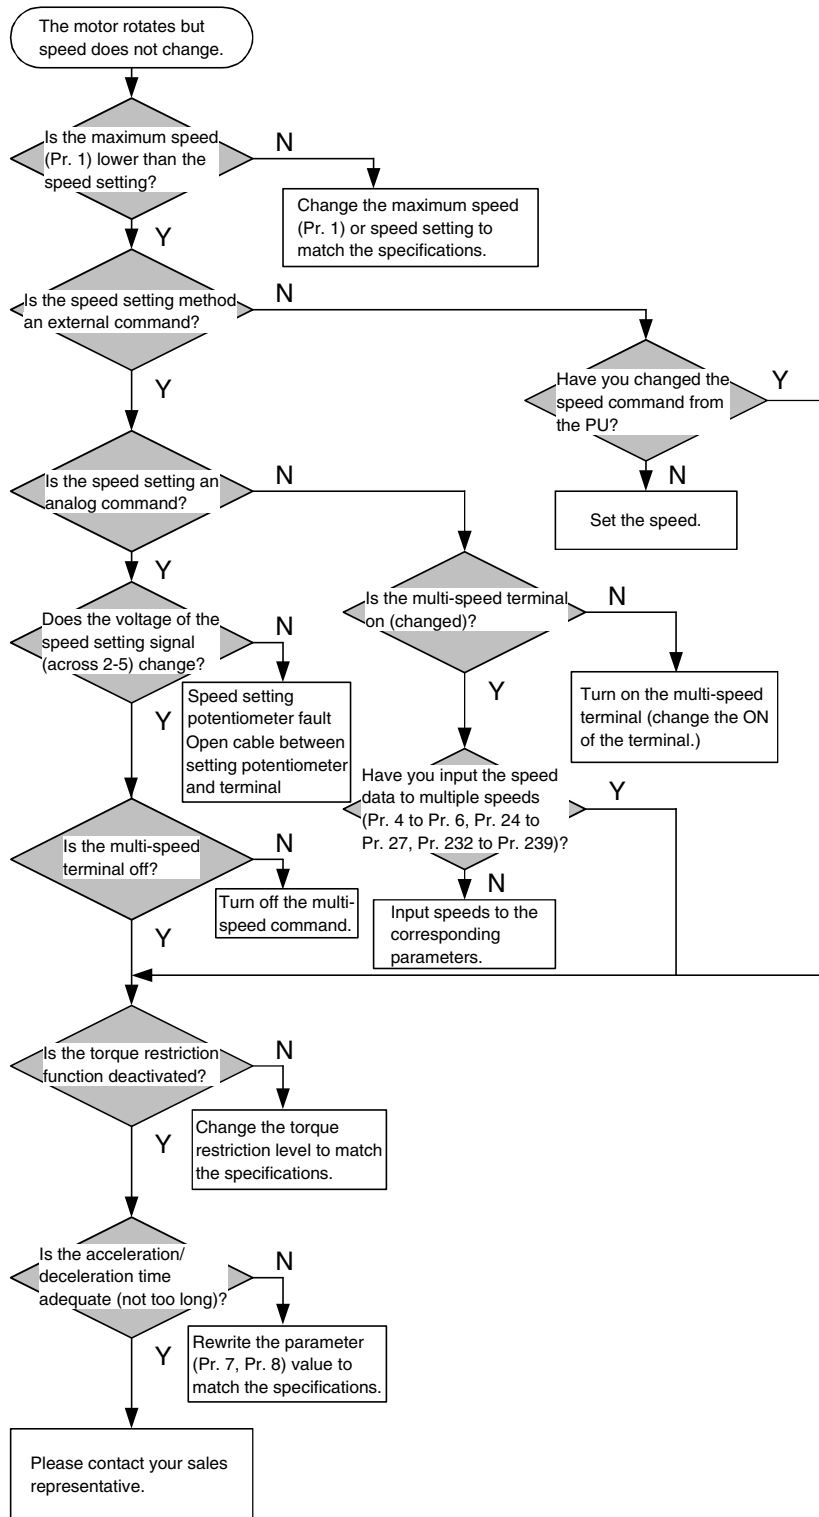 The motor rotates but
speed does not change.
Is the maximum speed
(Pr. 1) lower than the
speed setting?
N
Change the maximum speed
(Pr. 1) or speed setting to
match the specifications.
Y
Is the speed setting method
an external command?
N
Have you changed the
speed command from
the PU?
Y
N
Set the speed.
Y
Is the speed setting an
analog command?
N
Is the multi-speed terminal
on (changed)?
N
Turn on the multi-speed
terminal (change the ON
of the terminal.)
Y
Have you input the speed
data to multiple speeds
(Pr. 4 to Pr. 6, Pr. 24 to
Pr. 27, Pr. 232 to Pr. 239)?
Y
N
Input speeds to the
corresponding
parameters.
Y
Does the voltage of the
speed setting signal
(across 2-5) change?
N
Speed setting
potentiometer fault
Open cable between
setting potentiometer
and terminal
Y
Is the multi-speed
terminal off?
N
Turn off the multi-
speed command.
Y
Is the torque restriction
function deactivated?
N
Change the torque
restriction level to match
the specifications.
Y
Is the acceleration/
deceleration time
adequate (not too long)?
N
Rewrite the parameter
(Pr. 7, Pr. 8) value to
match the specifications.
Y
Please contact your sales
representative.